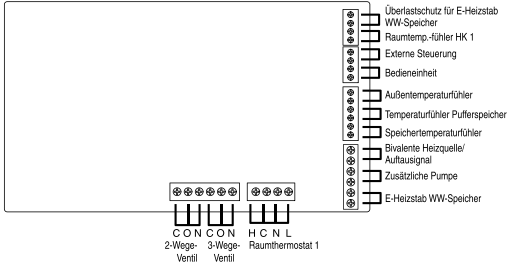 Überlastschutz für E-Heizstab
WW-Speicher
Raumtemp.-fühler HK 1
Externe Steuerung
Bedieneinheit
Außentemperaturfühler
Temperaturfühler Pufferspeicher
Speichertemperaturfühler
Bivalente Heizquelle/
Auftausignal
Zusätzliche Pumpe
E-Heizstab WW-Speicher
C O N C O N H C N L
2-Wege- 3-Wege- Raumthermostat 1
Ventil Ventil